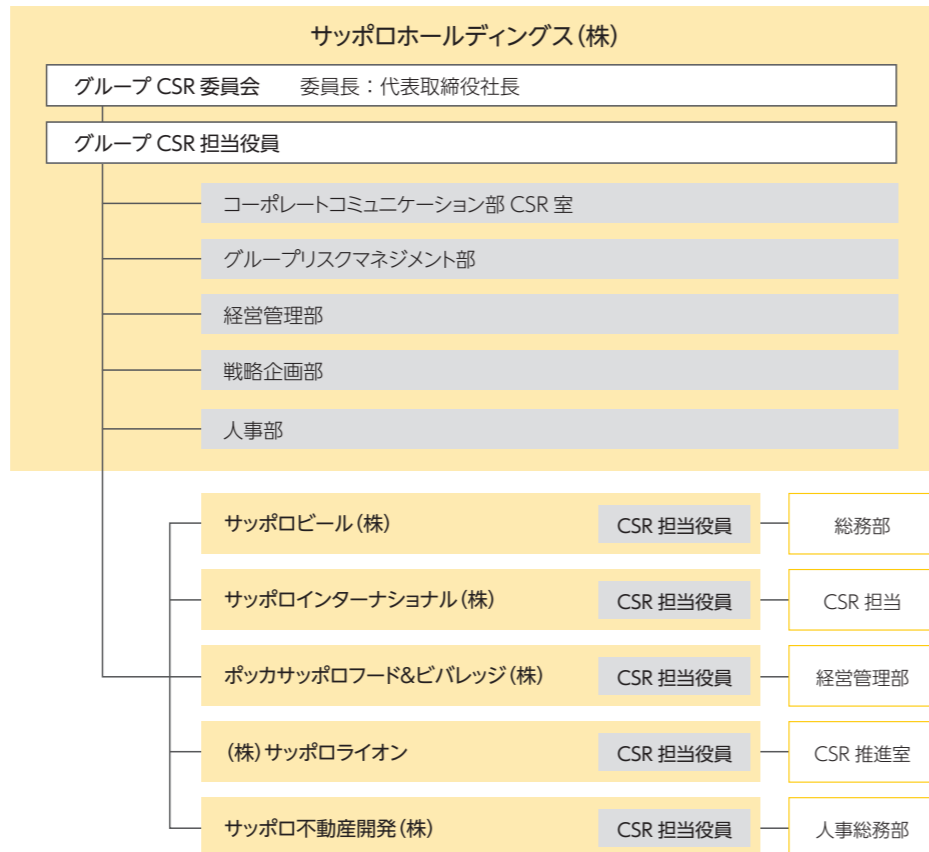 サッポロホールディングス(株)
グループ CSR 委員会 委員長:代表取締役社長
グループ CSR 担当役員
コーポレートコミュニケーション部 CSR 室
グループリスクマネジメント部
経営管理部
戦略企画部
人事部
サッポロビール(株) CSR 担当役員 総務部
サッポロインターナショナル(株) CSR 担当役員 CSR 担当
ポッカサッポロフード&ビバレッジ(株) CSR 担当役員 経営管理部
(株)サッポロライオン CSR 担当役員 CSR 推進室
サッポロ不動産開発(株) CSR 担当役員 人事総務部